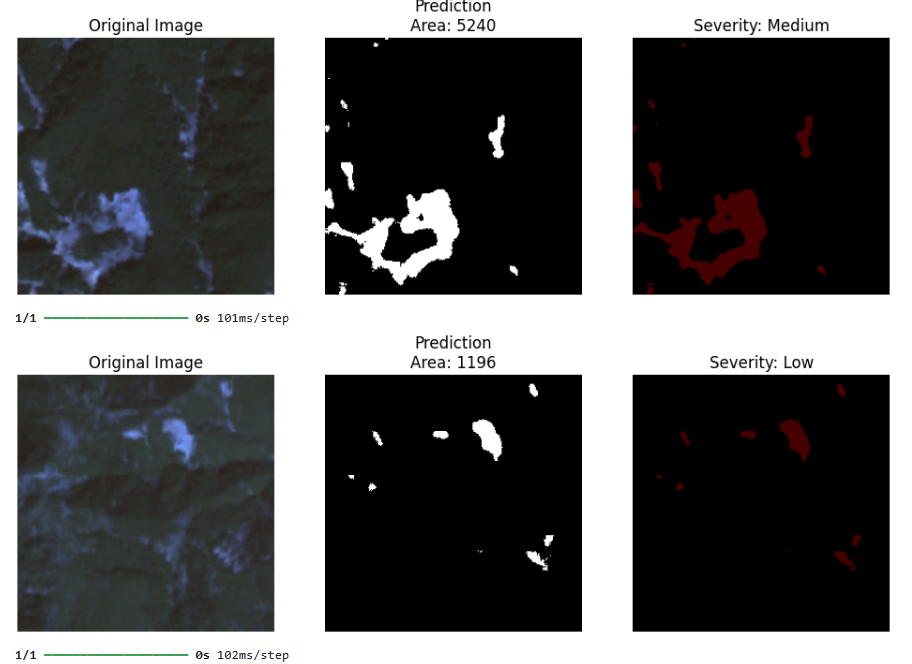 Original Image
Prediction
Area: 5240
Severity: Medium
1/1 ━━━━━━━━━━━━━━━━━━━━ 0s 101ms/step
Original Image
Prediction
Area: 1196
Severity: Low
1/1 ━━━━━━━━━━━━━━━━━━━━ 0s 102ms/step